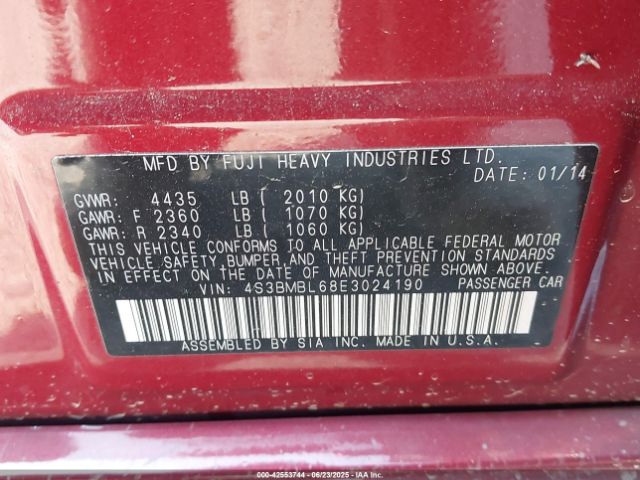 MFD BY FUJI HEAVY INDUSTRIES LTD.
DATE: 01/14
GVWR: 4435 LB ( 2010 KG)
GAWR: F 2360 LB ( 1070 KG)
GAWR: R 2340 LB ( 1060 KG)
THIS VEHICLE CONFORMS TO ALL APPLICABLE FEDERAL MOTOR
VEHICLE SAFETY, BUMPER, AND THEFT PREVENTION STANDARDS
IN EFFECT ON THE DATE OF MANUFACTURE SHOWN ABOVE.
VIN: 4S3BMBL68E3024190 PASSENGER CAR
ASSEMBLED BY SIA INC. MADE IN U.S.A.
000-42553744 - 06/23/2025 - IAAI.COM